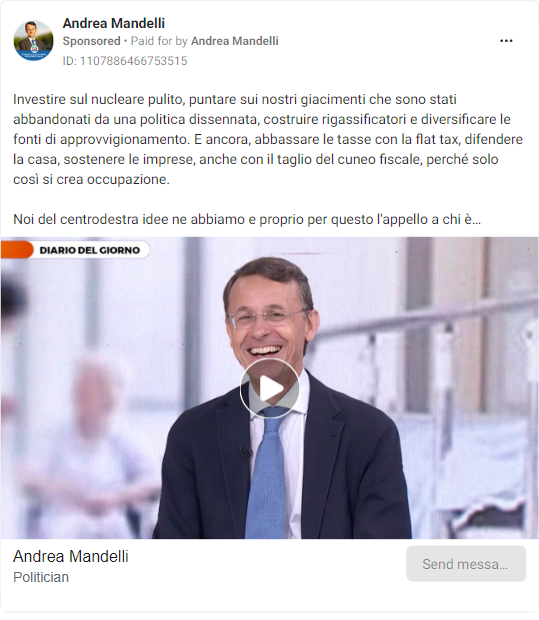 Andrea Mandelli
Sponsored • Paid for by Andrea Mandelli
ID: 1107886466753515
Investire sul nucleare pulito, puntare sui nostri giacimenti che sono stati
abbandonati da una politica dissennata, costruire rigassificatori e diversificare le
fonti di approvvigionamento. E ancora, abbassare le tasse con la flat tax, difendere
la casa, sostenere le imprese, anche con il taglio del cuneo fiscale, perché solo
così si crea occupazione.
Noi del centrodestra idee ne abbiamo e proprio per questo l'appello a chi è...
DIARIO DEL GIORNO
Andrea Mandelli
Politician
Send messa...